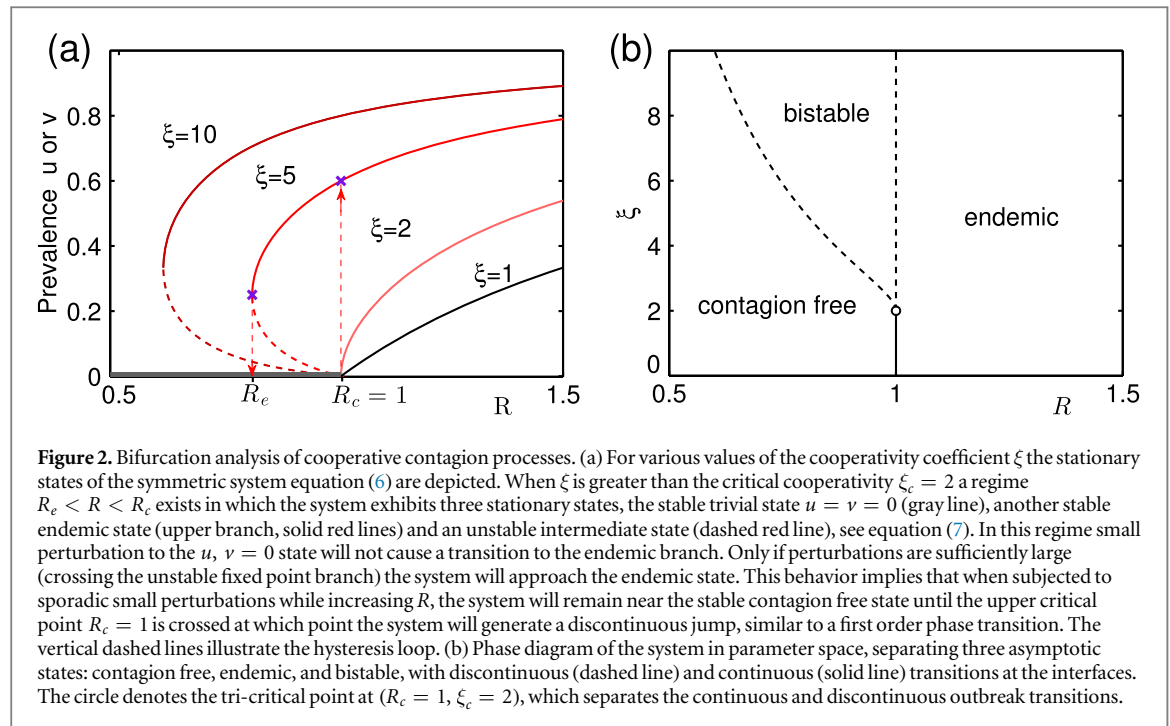 (a)
Prevalence u or v
0.8
0.6
0.4
0.2
0
ξ=10
ξ=5
ξ=2
ξ=1
0.5
R_e
R_c = 1
R
1.5
(b)
ξ
8
6
4
2
0
bistable
endemic
contagion free
0.5
1
R
1.5
Figure 2. Bifurcation analysis of cooperative contagion processes. (a) For various values of the cooperativity coefficient ξ the stationary
states of the symmetric system equation (6) are depicted. When ξ is greater than the critical cooperativity ξ_c = 2 a regime
R_e < R < R_c exists in which the system exhibits three stationary states, the stable trivial state u = ν = 0 (gray line), another stable
endemic state (upper branch, solid red lines) and an unstable intermediate state (dashed red line), see equation (7). In this regime small
perturbation to the u, ν = 0 state will not cause a transition to the endemic branch. Only if perturbations are sufficiently large
(crossing the unstable fixed point branch) the system will approach the endemic state. This behavior implies that when subjected to
sporadic small perturbations while increasing R, the system will remain near the stable contagion free state until the upper critical
point R_c = 1 is crossed at which point the system will generate a discontinuous jump, similar to a first order phase transition. The
vertical dashed lines illustrate the hysteresis loop. (b) Phase diagram of the system in parameter space, separating three asymptotic
states: contagion free, endemic, and bistable, with discontinuous (dashed line) and continuous (solid line) transitions at the interfaces.
The circle denotes the tri-critical point at (R_c = 1, ξ_c = 2), which separates the continuous and discontinuous outbreak transitions.